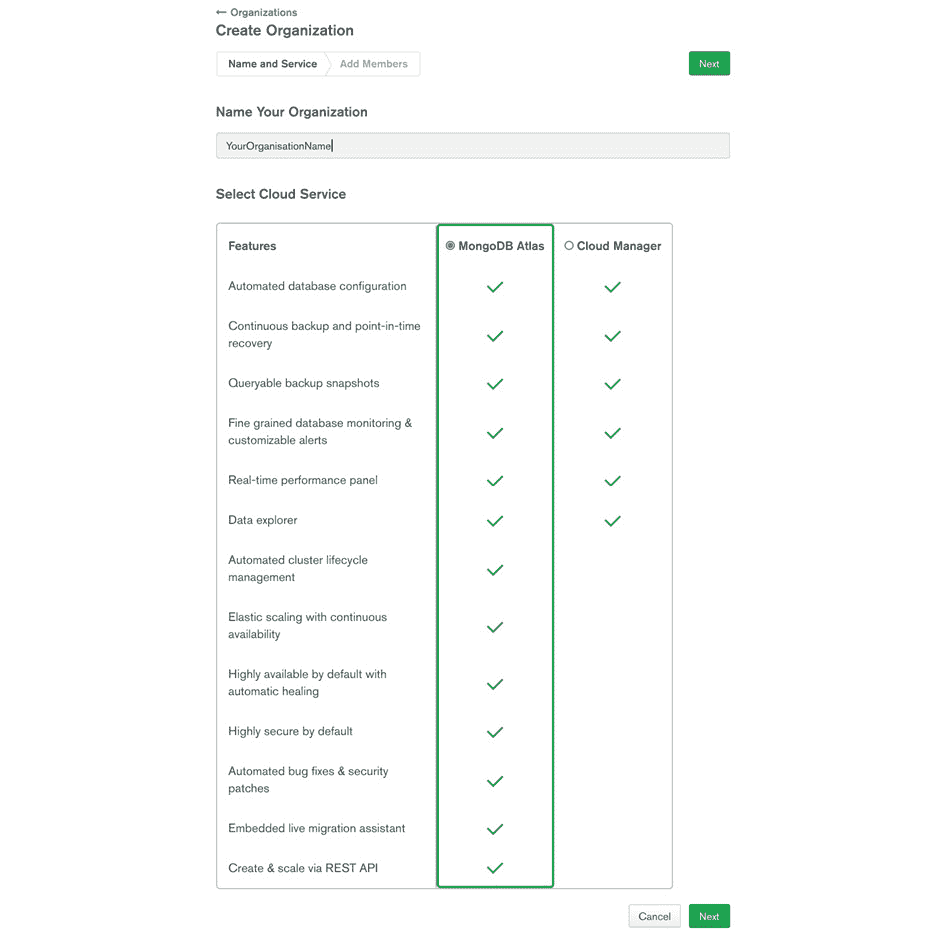 ← Organizations
Create Organization
Name and Service
Add Members
Next
Name Your Organization
YourOrganisationName
Select Cloud Service
Features
MongoDB Atlas
Cloud Manager
Automated database configuration
Continuous backup and point-in-time
recovery
Queryable backup snapshots
Fine grained database monitoring &
customizable alerts
Real-time performance panel
Data explorer
Automated cluster lifecycle
management
Elastic scaling with continuous
availability
Highly available by default with
automatic healing
Highly secure by default
Automated bug fixes & security
patches
Embedded live migration assistant
Create & scale via REST API
Cancel
Next